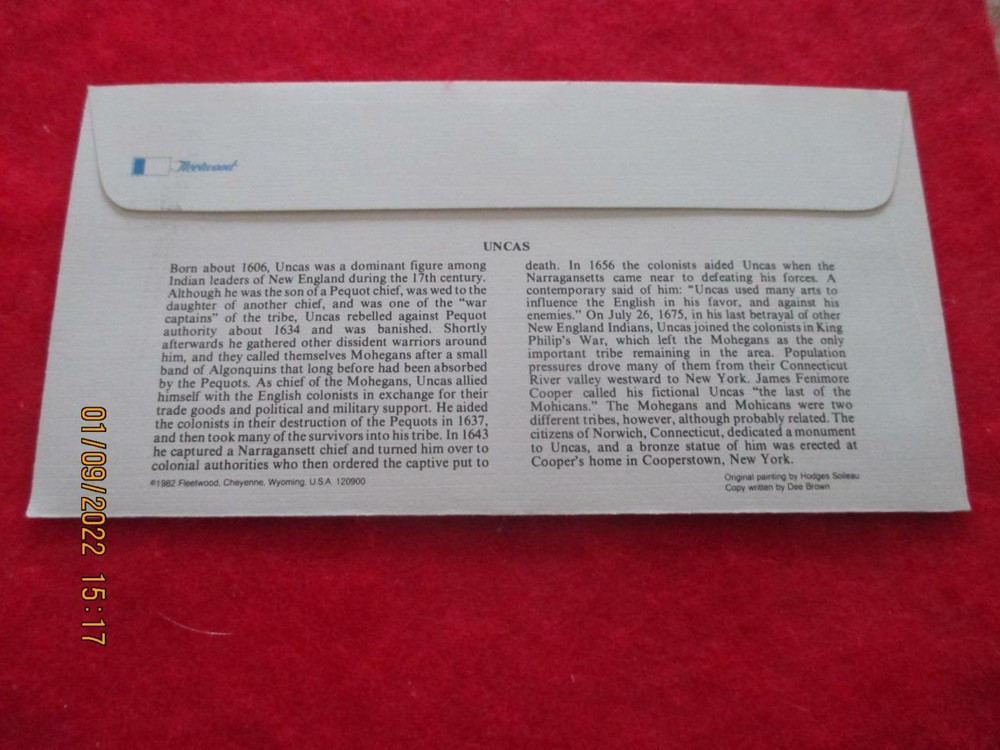 Fleetwood
UNCAS
Born about 1606, Uncas was a dominant figure among
Indian leaders of New England during the 17th century.
Although he was the son of a Pequot chief, was wed to the
daughter of another chief, and was one of the "war
captains" of the tribe, Uncas rebelled against Pequot
authority about 1634 and was banished. Shortly
afterwards he gathered other dissident warriors around
him, and they called themselves Mohegans after a small
band of Algonquins that long before had been absorbed
by the Pequots. As chief of the Mohegans, Uncas allied
himself with the English colonists in exchange for their
trade goods and political and military support. He aided
the colonists in their destruction of the Pequots in 1637,
and then took many of the survivors into his tribe. In 1643
he captured a Narragansett chief and turned him over to
colonial authorities who then ordered the captive put to
death. In 1656 the colonists aided Uncas when the
Narragansetts came near to defeating his forces. A
contemporary said of him: "Uncas used many arts to
influence the English in his favor, and against his
enemies." On July 26, 1675, in his last betrayal of other
New England Indians, Uncas joined the colonists in King
Philip's War, which left the Mohegans as the only
important tribe remaining in the area. Population
pressures drove many of them from their Connecticut
River valley westward to New York. James Fenimore
Cooper called his fictional Uncas "the last of the
Mohicans." The Mohegans and Mohicans were two
different tribes, however, although probably related. The
citizens of Norwich, Connecticut, dedicated a monument
to Uncas, and a bronze statue of him was erected at
Cooper's home in Cooperstown, New York.
©1982 Fleetwood, Cheyenne, Wyoming, U.S.A. 120900
Original painting by Hodges Soileau
Copy written by Dee Brown
01/09/2022 15:17